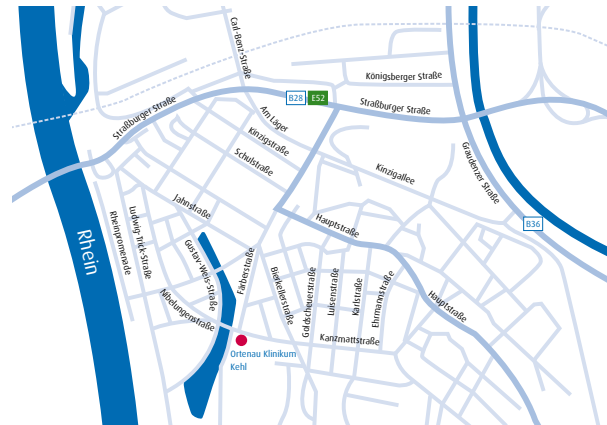 Carl-Benz-Straße
Königsberger Straße
B28
E52
Straßburger Straße
Straßburger Straße
Am Läger
Kinzigstraße
Schulstraße
Kinzigallee
Graudenzer Straße
B36
Jahnstraße
Hauptstraße
Rhein
Rheinpromenade
Ludwig-Trick-Straße
Gustav-Weis-Straße
Färberstraße
Bierkellerstraße
Goldscheuerstraße
Luisenstraße
Karlstraße
Ehrmannstraße
Hauptstraße
Nibelungenstraße
Kanzmattstraße
Ortenau Klinikum
Kehl